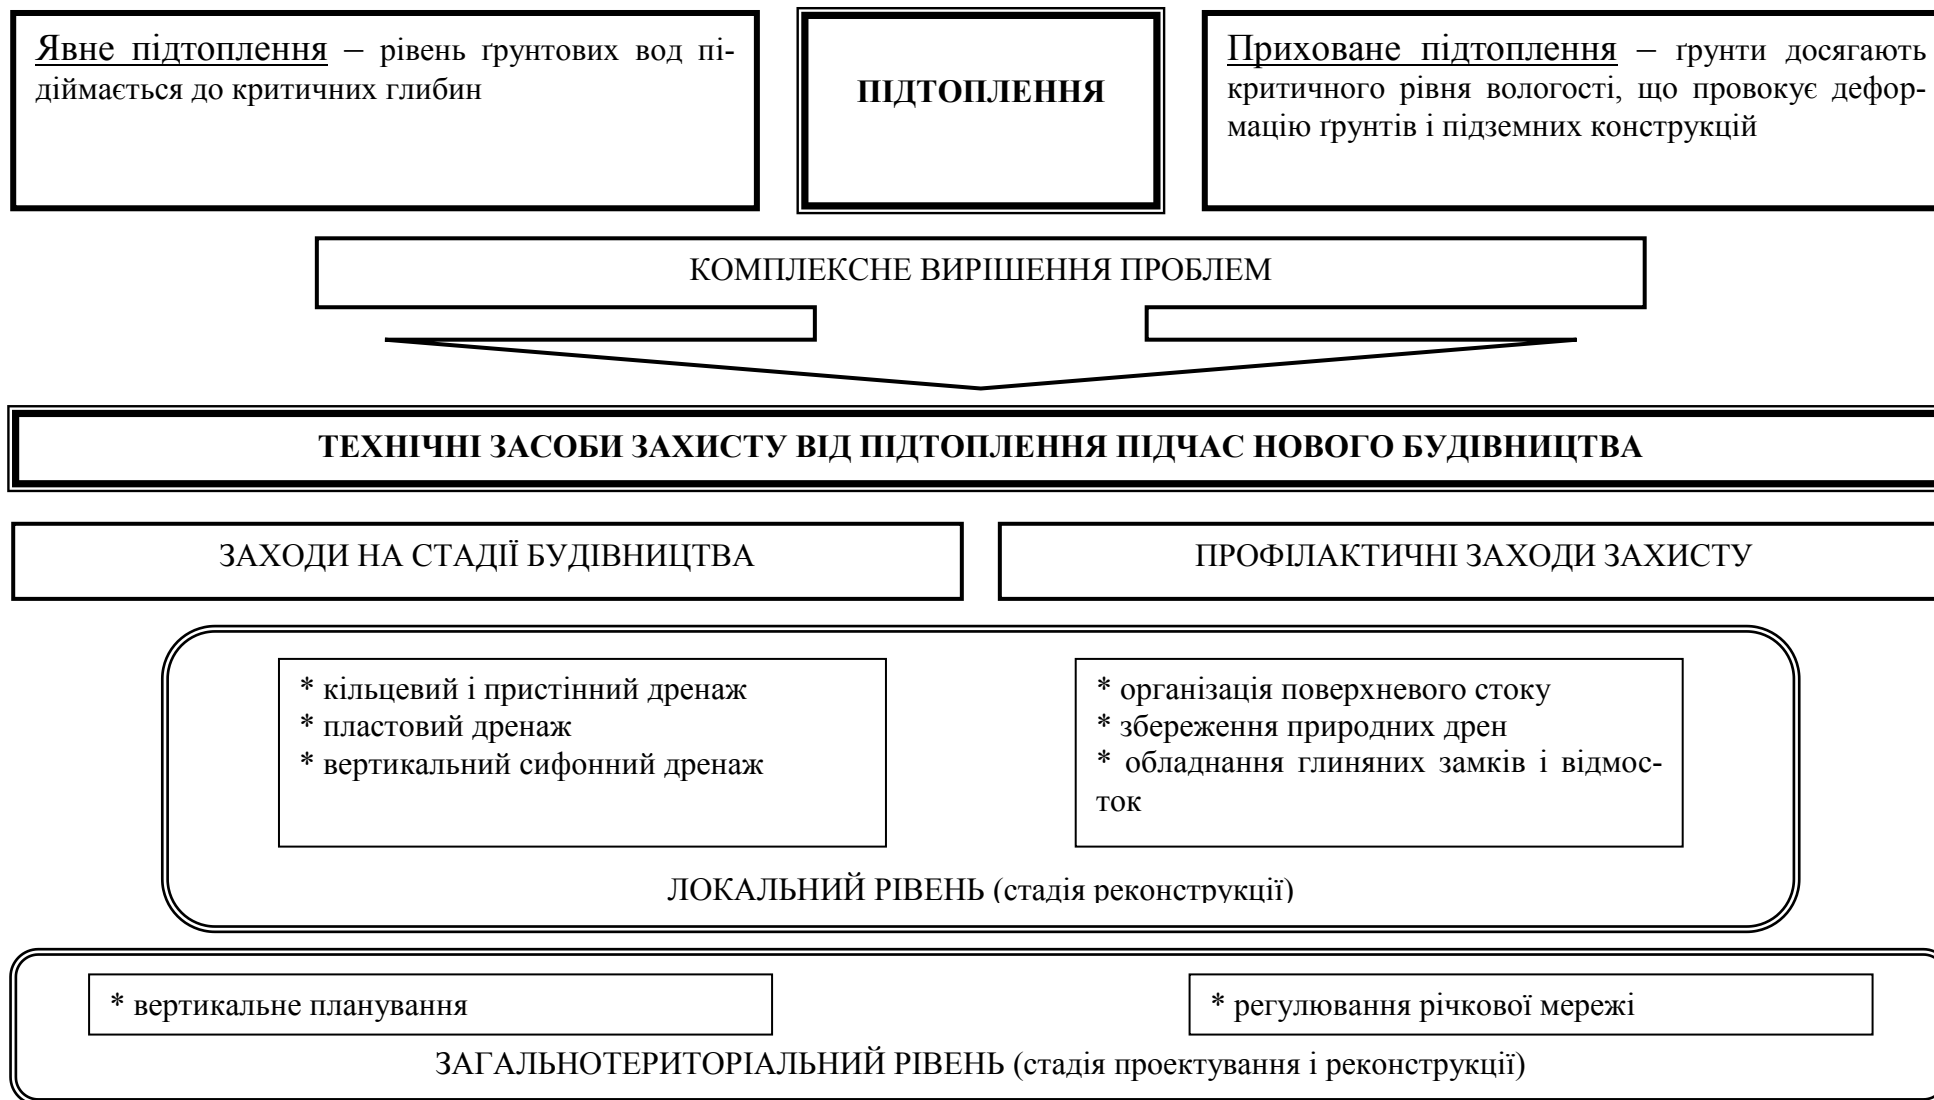 Явне підтоплення – рівень ґрунтових вод пі-
діймається до критичних глибин
ПІДТОПЛЕННЯ
Приховане підтоплення – ґрунти досягають
критичного рівня вологості, що провокує дефор-
мацію ґрунтів і підземних конструкцій
КОМПЛЕКСНЕ ВИРІШЕННЯ ПРОБЛЕМ
ТЕХНІЧНІ ЗАСОБИ ЗАХИСТУ ВІД ПІДТОПЛЕННЯ ПІДЧАС НОВОГО БУДІВНИЦТВА
ЗАХОДИ НА СТАДІЇ БУДІВНИЦТВА
ПРОФІЛАКТИЧНІ ЗАХОДИ ЗАХИСТУ
* кільцевий і пристінний дренаж
* пластовий дренаж
* вертикальний сифонний дренаж
* організація поверхневого стоку
* збереження природних дрен
* обладнання глиняних замків і відмос-
ток
ЛОКАЛЬНИЙ РІВЕНЬ (стадія реконструкції)
* вертикальне планування
* регулювання річкової мережі
ЗАГАЛЬНОТЕРИТОРІАЛЬНИЙ РІВЕНЬ (стадія проектування і реконструкції)